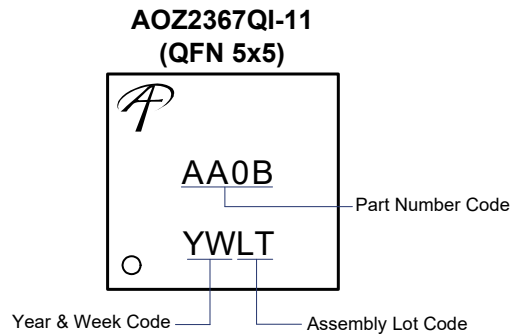 AOZ2367QI-11
(QFN 5x5)
AA0B
Part Number Code
YWLT
Year & Week Code
Assembly Lot Code